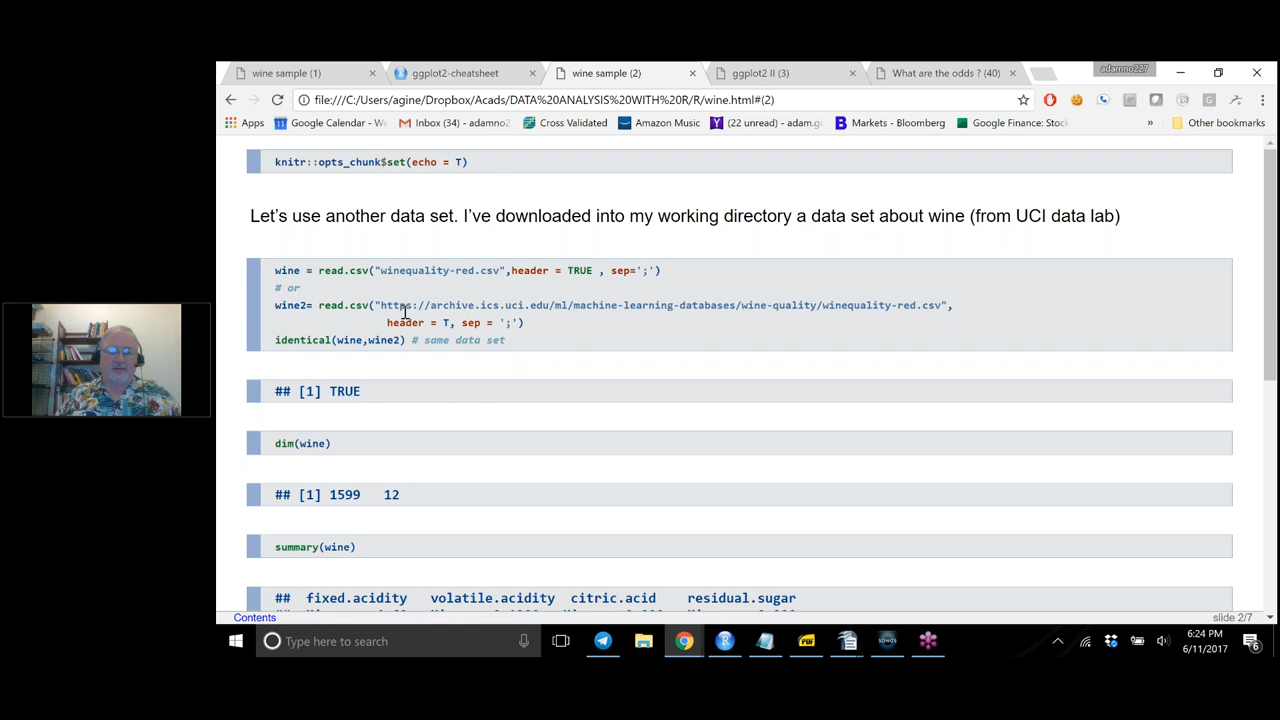 wine sample (1)
ggplot2-cheatsheet
wine sample (2)
ggplot2 II (3)
What are the odds ? (40)
adamno227
file:///C:/Users/agine/Dropbox/Acads/DATA%20ANALYSIS%20WITH%20R/R/wine.html#(2)
Apps
Google Calendar - We
Inbox (34) - adamno2
Cross Validated
Amazon Music
(22 unread) - adam.g
Markets - Bloomberg
Google Finance: Stock
»
Other bookmarks
knitr::opts_chunk$set(echo = T)
Let's use another data set. I've downloaded into my working directory a data set about wine (from UCI data lab)
wine = read.csv("winequality-red.csv",header = TRUE , sep=';')
# or
wine2= read.csv("https://archive.ics.uci.edu/ml/machine-learning-databases/wine-quality/winequality-red.csv",
header = T, sep = ';')
identical(wine,wine2) # same data set
## [1] TRUE
dim(wine)
## [1] 1599   12
summary(wine)
##  fixed.acidity   volatile.acidity  citric.acid    residual.sugar
Contents
slide 2/7
Type here to search
6:24 PM
6/11/2017